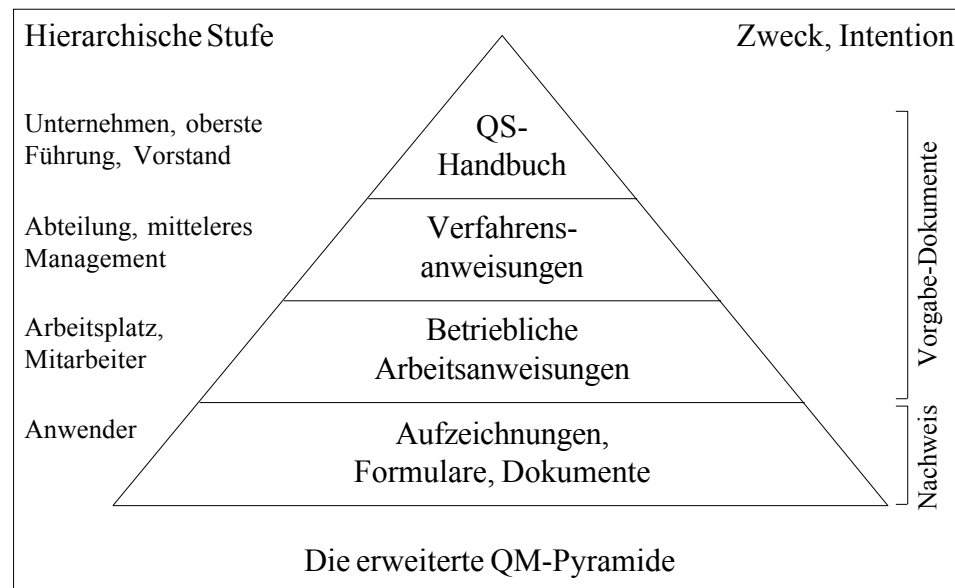 Hierarchische Stufe
Zweck, Intention
Unternehmen, oberste
Führung, Vorstand
QS-
Handbuch
Abteilung, mitteleres
Management
Verfahrens-
anweisungen
Arbeitsplatz,
Mitarbeiter
Betriebliche
Arbeitsanweisungen
Vorgabe-Dokumente
Anwender
Aufzeichnungen,
Formulare, Dokumente
Nachweis
Die erweiterte QM-Pyramide